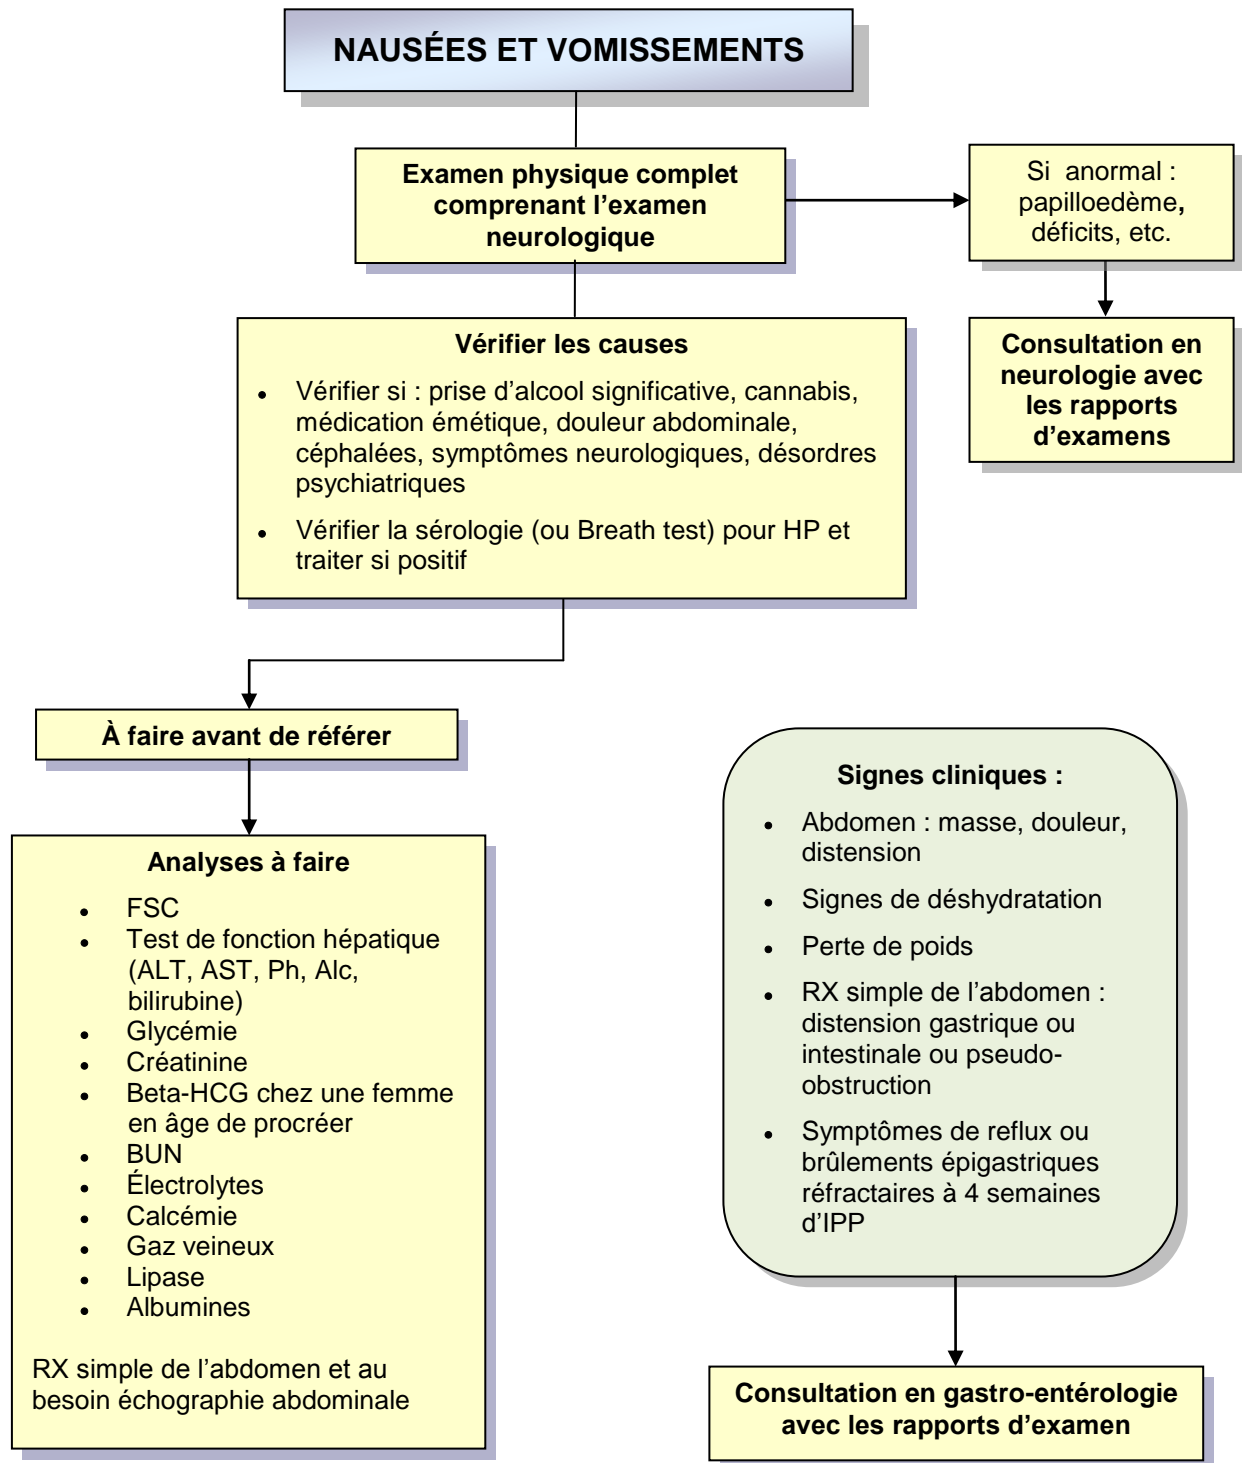 NAUSÉES ET VOMISSEMENTS
Examen physique complet
comprenant l’examen
neurologique
Si anormal :
papilloedème,
déficits, etc.
Consultation en
neurologie avec
les rapports
d’examens
Vérifier les causes
• Vérifier si : prise d’alcool significative, cannabis,
médication émétique, douleur abdominale,
céphalées, symptômes neurologiques, désordres
psychiatriques
• Vérifier la sérologie (ou Breath test) pour HP et
traiter si positif
À faire avant de référer
Analyses à faire
• FSC
• Test de fonction hépatique
(ALT, AST, Ph, Alc,
bilirubine)
• Glycémie
• Créatinine
• Beta-HCG chez une femme
en âge de procréer
• BUN
• Électrolytes
• Calcémie
• Gaz veineux
• Lipase
• Albumines
RX simple de l’abdomen et au
besoin échographie abdominale
Signes cliniques :
• Abdomen : masse, douleur,
distension
• Signes de déshydratation
• Perte de poids
• RX simple de l’abdomen :
distension gastrique ou
intestinale ou pseudo-
obstruction
• Symptômes de reflux ou
brûlements épigastriques
réfractaires à 4 semaines
d’IPP
Consultation en gastro-entérologie
avec les rapports d’examen